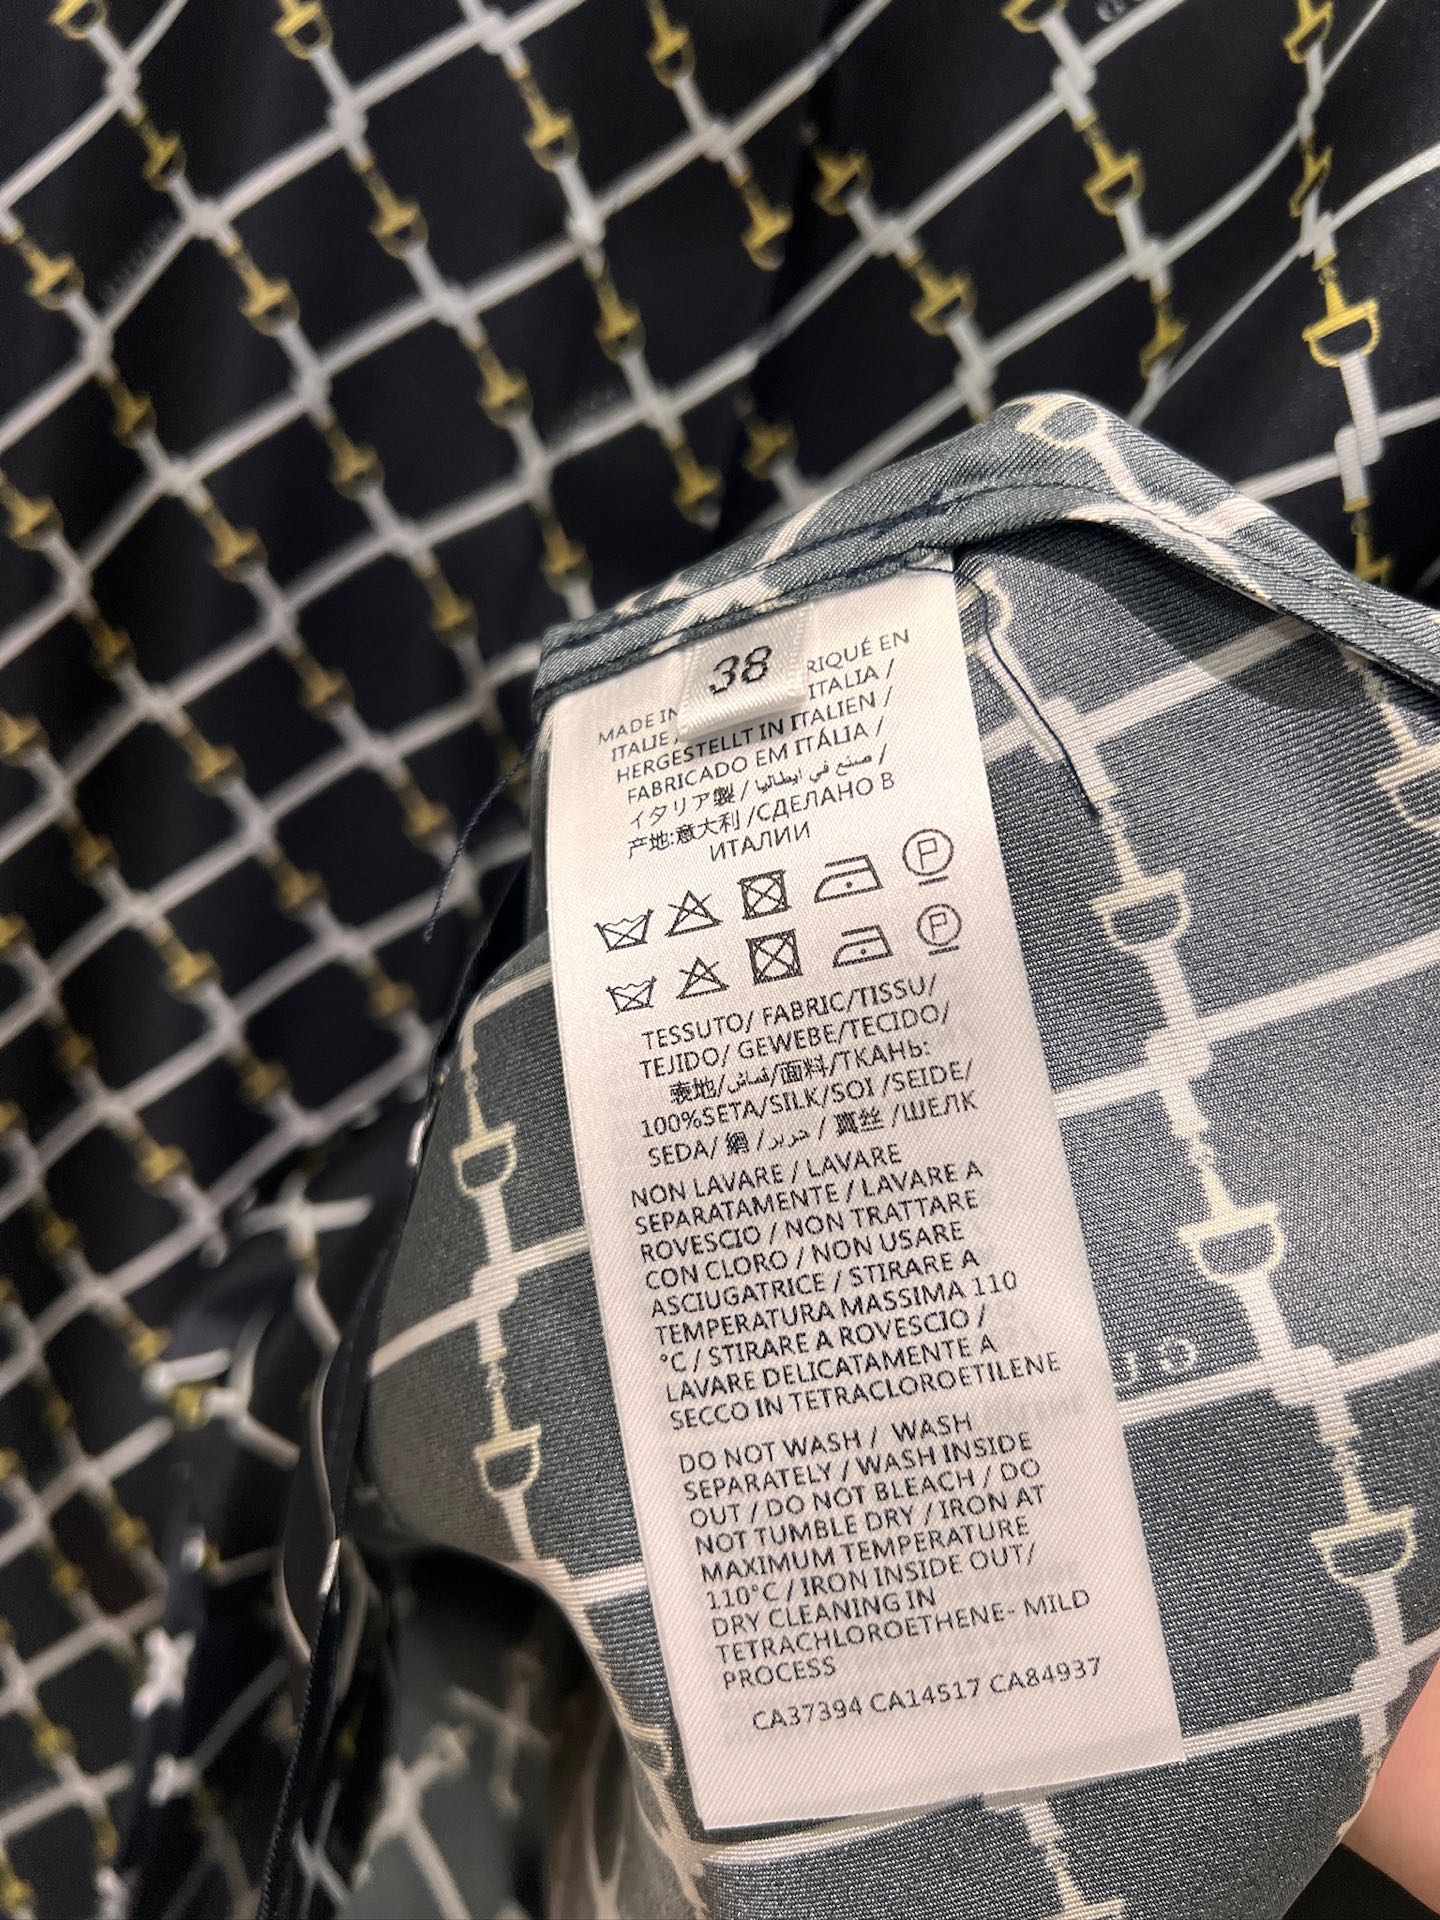 38
RIQUÉ EN
MADE IN
ITALIA /
ITALIE
HERGESTELLT IN ITALIEN /
FABRICADO EM ITÁLIA /
イタリア製 / صنع في ايطاليا /
产地:意大利 /СДЕЛАНО В
ИТАЛИИ
P
P
TESSUTO/ FABRIC/TISSU/
TEJIDO/ GEWEBE/TECIDO/
表地/قماش/面料/ТКАНЬ:
100%SETA/SILK/SOI /SEIDE/
SEDA/ 絹 / حرير / 真丝 /ШЕЛК
NON LAVARE / LAVARE
SEPARATAMENTE / LAVARE A
ROVESCIO / NON TRATTARE
CON CLORO / NON USARE
ASCIUGATRICE / STIRARE A
TEMPERATURA MASSIMA 110
°C / STIRARE A ROVESCIO /
LAVARE DELICATAMENTE A
SECCO IN TETRACLOROETILENE
DO NOT WASH / WASH
SEPARATELY / WASH INSIDE
OUT / DO NOT BLEACH / DO
NOT TUMBLE DRY / IRON AT
MAXIMUM TEMPERATURE
110°C / IRON INSIDE OUT/
DRY CLEANING IN
TETRACHLOROETHENE- MILD
PROCESS
CA37394 CA14517 CA84937